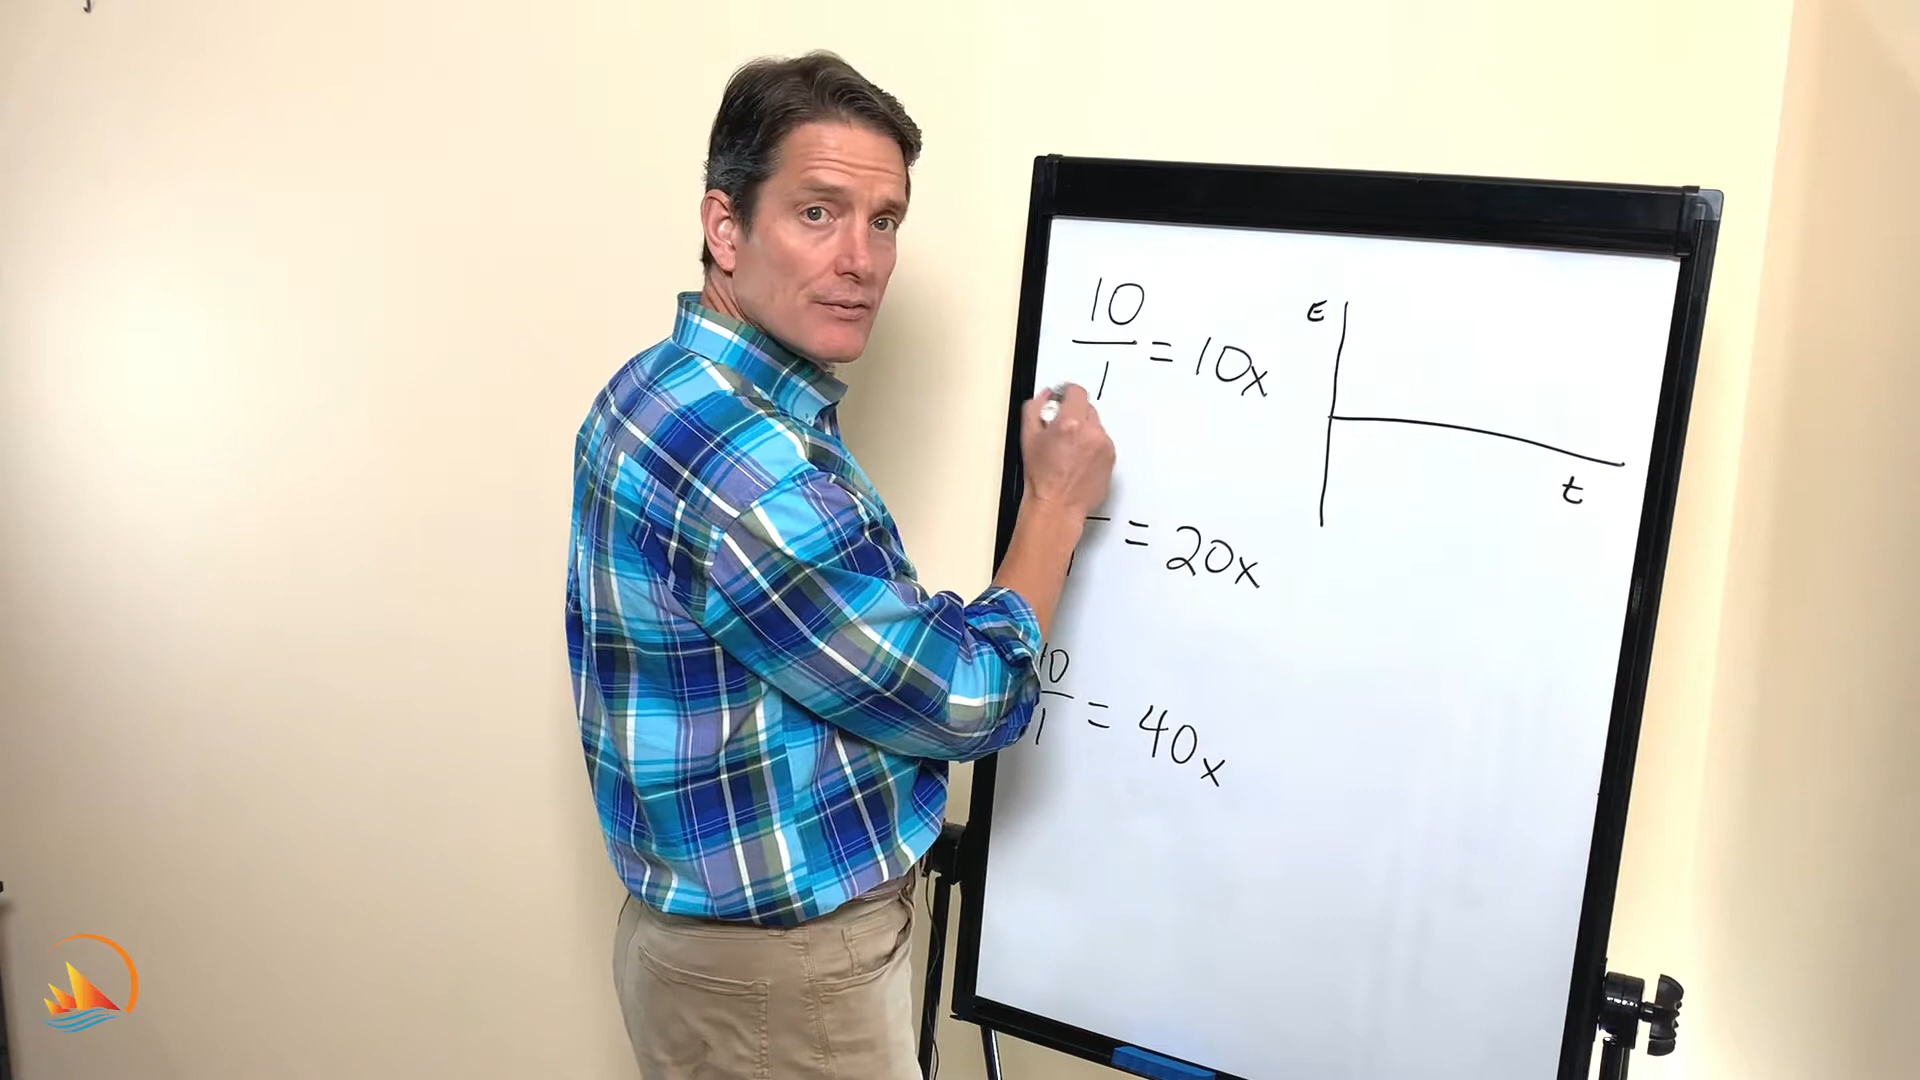 10
1
= 10x
E
t
= 20x
10
1
= 40x